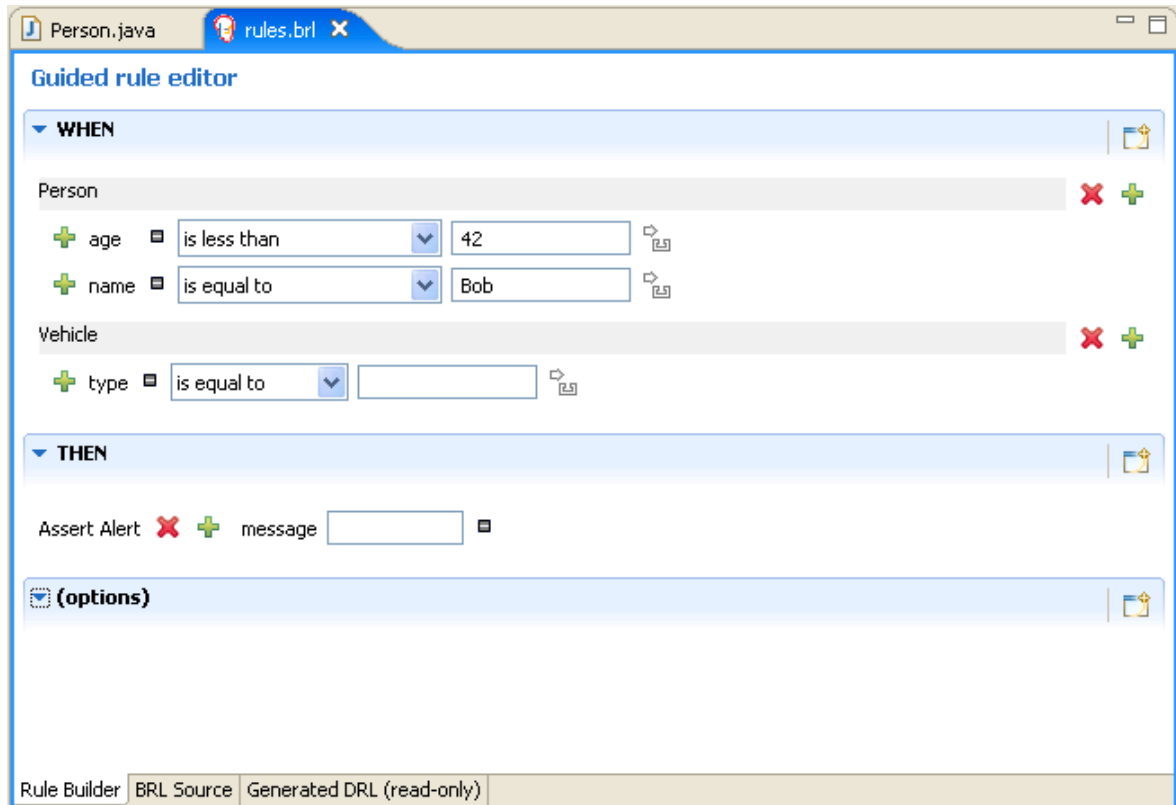 Person.java rules.brl
Guided rule editor
WHEN
Person
age is less than 42
name is equal to Bob
Vehicle
type is equal to
THEN
Assert Alert message
(options)
Rule Builder BRL Source Generated DRL (read-only)